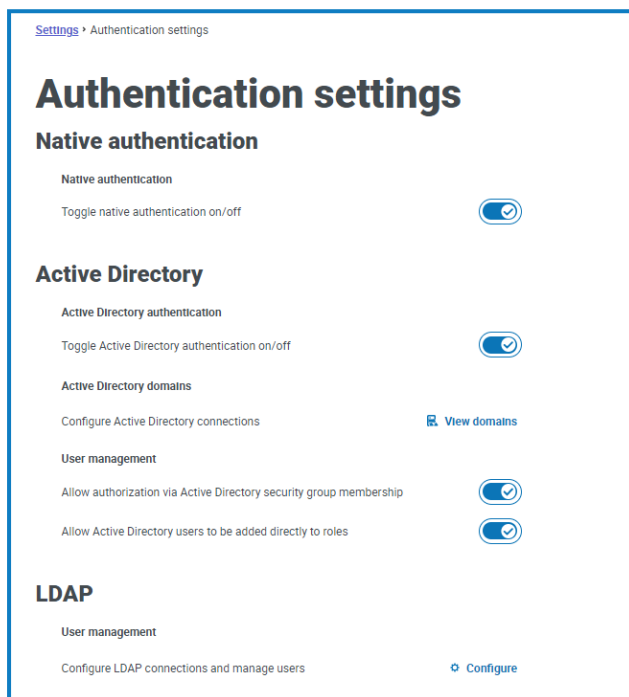 Settings › Authentication settings
Authentication settings
Native authentication
Native authentication
Toggle native authentication on/off
Active Directory
Active Directory authentication
Toggle Active Directory authentication on/off
Active Directory domains
Configure Active Directory connections View domains
User management
Allow authorization via Active Directory security group membership
Allow Active Directory users to be added directly to roles
LDAP
User management
Configure LDAP connections and manage users Configure